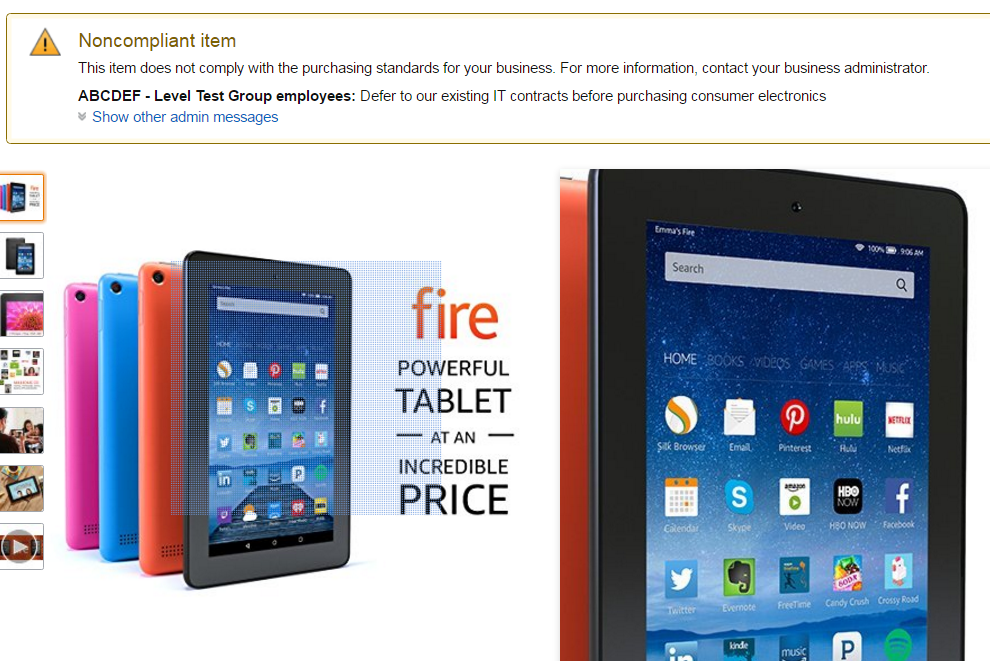 Noncompliant item
This item does not comply with the purchasing standards for your business. For more information, contact your business administrator.
ABCDEF - Level Test Group employees: Defer to our existing IT contracts before purchasing consumer electronics
Show other admin messages
fire
POWERFUL
TABLET
AT AN
INCREDIBLE
PRICE
Search
HOME
Emma's Fire
100% 9:06 AM
Search
HOME BOOKS VIDEOS GAMES APPS MUSIC
Silk Browser Email Pinterest Hulu Netflix
hulu
NETFLIX
Calendar Skype Video HBO NOW Facebook
amazon
HBO
NOW
Twitter Evernote FreeTime Candy Crush Crossy Road
SODA
in
kindle
music